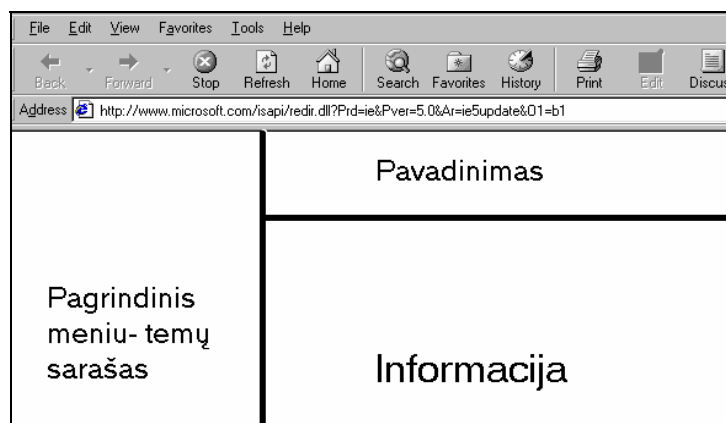 File Edit View Favorites Tools Help
Back Forward Stop Refresh Home Search Favorites History Print Edit Discus
Address http://www.microsoft.com/isapi/redir.dll?Prd=ie&Pver=5.0&Ar=ie5update&O1=b1
Pavadinimas
Pagrindinis
meniu- temų
sarašas
Informacija